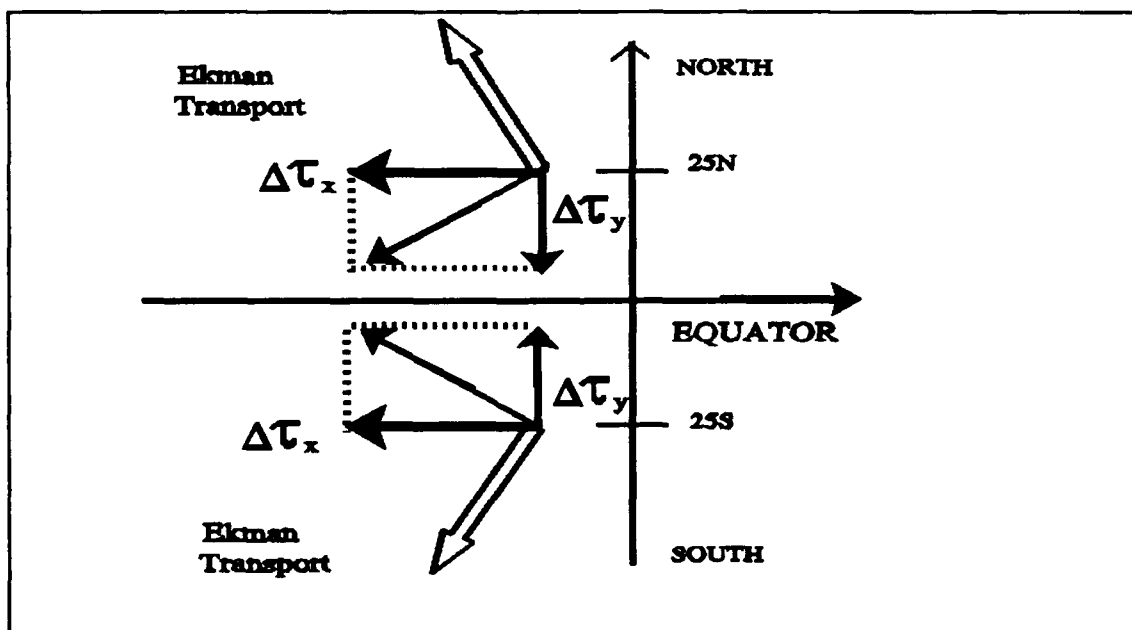 Ekman
Transport
NORTH
25N
Δτx
Δτy
EQUATOR
Δτy
Δτx
25S
Ekman
Transport
SOUTH